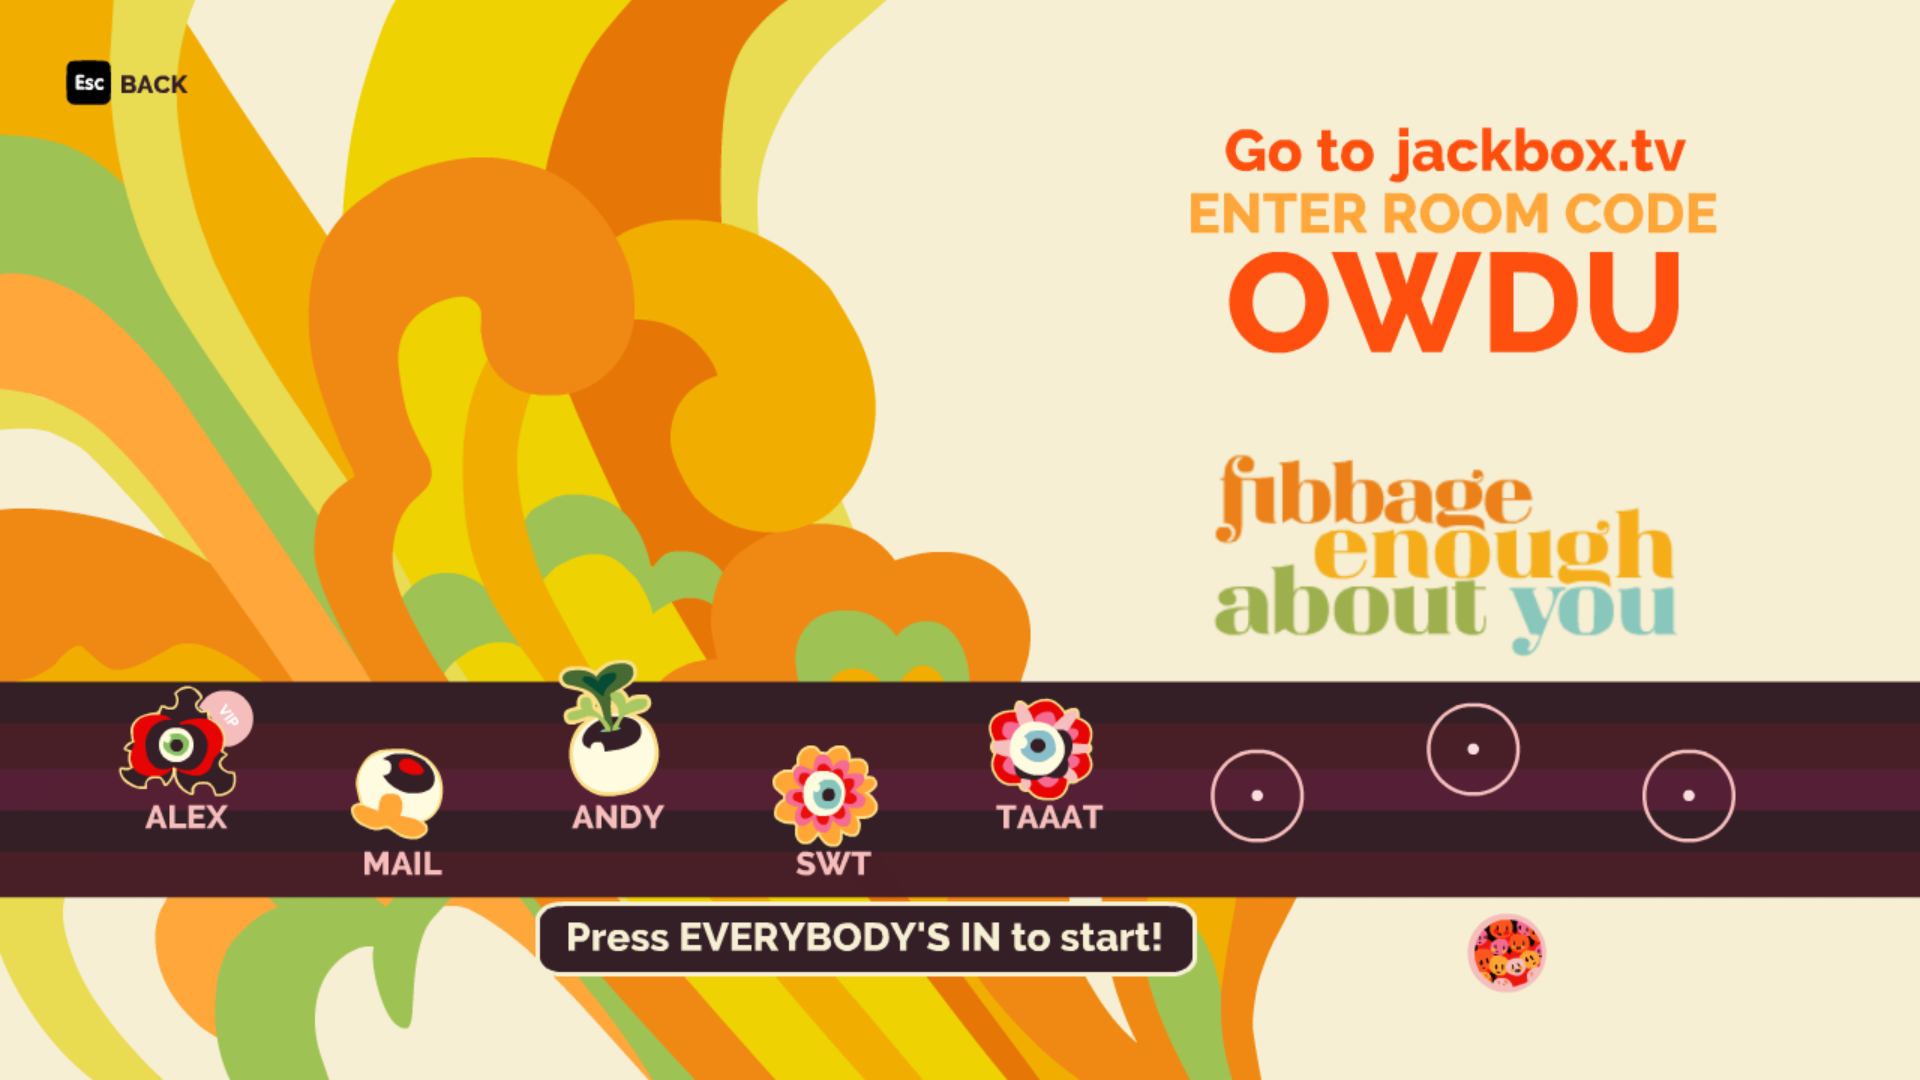 Esc BACK
Go to jackbox.tv
ENTER ROOM CODE
OWDU
fibbage
enough
about you
VIP
ALEX
MAIL
ANDY
SWT
TAAAT
Press EVERYBODY'S IN to start!